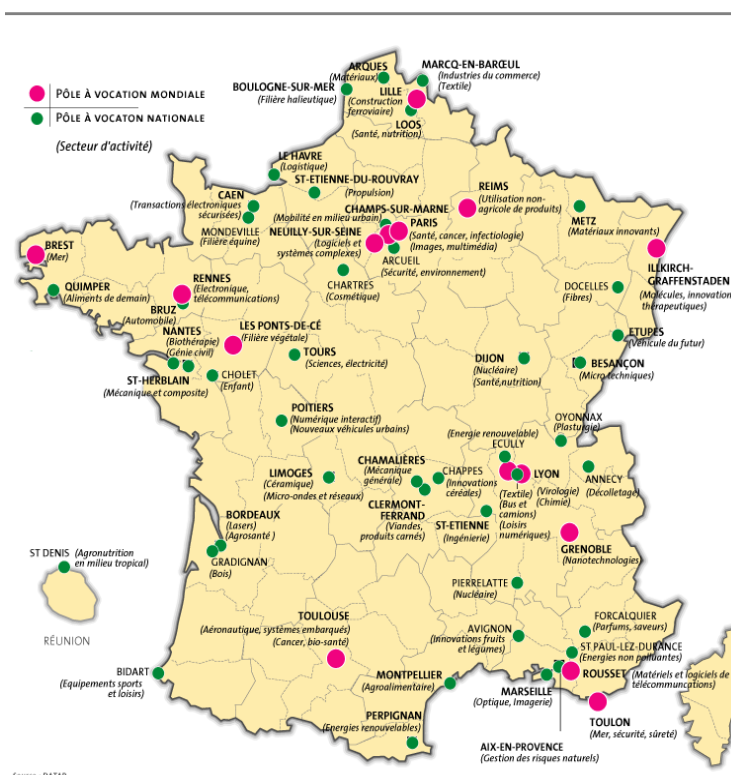 PÔLE À VOCATION MONDIALE
PÔLE À VOCATON NATIONALE
(Secteur d'activité)
ARQUES
(Matériaux)
MARCQ-EN-BARŒUL
(Industries du commerce)
(Textile)
BOULOGNE-SUR-MER
(Filière halieutique)
LILLE
(Construction
ferroviaire)
LOOS
(Santé, nutrition)
LE HAVRE
(Logistique)
ST-ETIENNE-DU-ROUVRAY
(Propulsion)
REIMS
(Utilisation non-
agricole de produits)
CAEN
(Transactions électroniques
sécurisées)
MONDEVILLE
(Filière équine)
CHAMPS-SUR-MARNE
(Mobilité en milieu urbain)
PARIS
(Santé, cancer, infectiologie)
(Images, multimédia)
NEUILLY-SUR-SEINE
(Logiciels et
systèmes complexes)
ARCUEIL
(Sécurité, environnement)
METZ
(Matériaux innovants)
BREST
(Mer)
QUIMPER
(Aliments de demain)
RENNES
(Electronique,
télécommunications)
BRUZ
(Automobile)
CHARTRES
(Cosmétique)
DOCELLES
(Fibres)
ILLKIRCH-
GRAFFENSTADEN
(Molécules, innovation
thérapeutiques)
NANTES
(Biothérapie)
(Génie civil)
LES PONTS-DE-CÉ
(Filière végétale)
ETUPES
(Véhicule du futur)
ST-HERBLAIN
(Mécanique et composite)
CHOLET
(Enfant)
TOURS
(Sciences, électricité)
DIJON
(Nucléaire)
(Santé,nutrition)
BESANÇON
(Micro techniques)
POITIERS
(Numérique interactif)
(Nouveaux véhicules urbains)
OYONNAX
(Plasturgie)
(Energie renouvelable)
ECULLY
LIMOGES
(Céramique)
(Micro-ondes et réseaux)
CHAMALIÈRES
(Mécanique
générale)
CHAPPES
(Innovations
céréales)
LYON
(Textile)
(Bus et
camions)
(Loisirs
numériques)
(Virologie)
(Chimie)
ANNECY
(Décolletage)
CLERMONT-
FERRAND
(Viandes,
produits carnés)
ST-ETIENNE
(Ingénierie)
BORDEAUX
(Lasers)
(Agrosanté )
GRADIGNAN
(Bois)
GRENOBLE
(Nanotechnologies)
ST DENIS (Agronutrition
en milieu tropical)
RÉUNION
PIERRELATTE
(Nucléaire)
TOULOUSE
(Aéronautique, systèmes embarqués)
(Cancer, bio-santé)
AVIGNON
(Innovations fruits
et légumes)
FORCALQUIER
(Parfums, saveurs)
ST PAUL-LEZ-DURANCE
(Energies non polluantes)
BIDART
(Equipements sports
et loisirs)
MONTPELLIER
(Agroalimentaire)
MARSEILLE
(Optique, Imagerie)
ROUSSET
(Matériels et logiciels de
télécommunications)
PERPIGNAN
(Energies renouvelables)
TOULON
(Mer, sécurité, sûreté)
AIX-EN-PROVENCE
(Gestion des risques naturels)